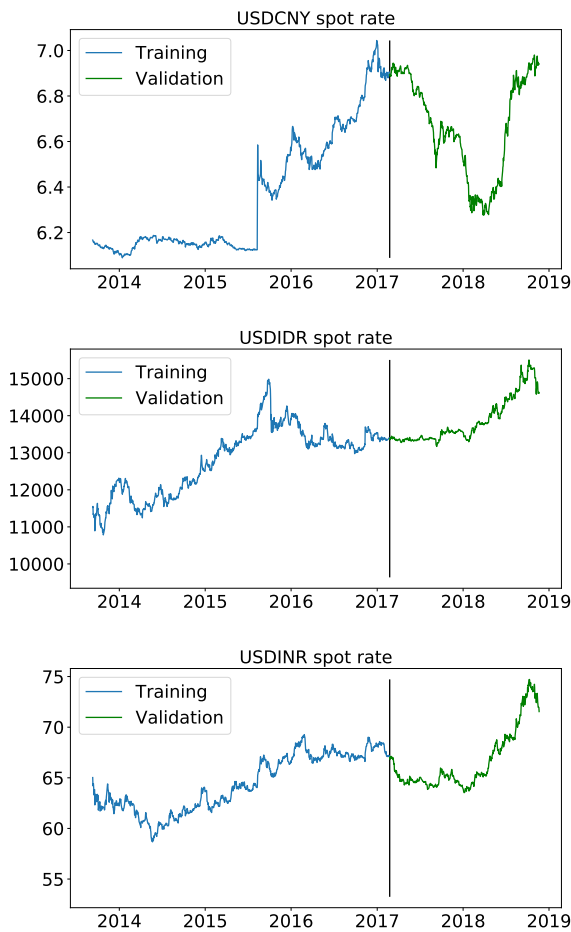 USDCNY spot rate
7.0
6.8
6.6
6.4
6.2
Training
Validation
2014 2015 2016 2017 2018 2019
USDIDR spot rate
15000
14000
13000
12000
11000
10000
Training
Validation
2014 2015 2016 2017 2018 2019
USDINR spot rate
75
70
65
60
55
Training
Validation
2014 2015 2016 2017 2018 2019